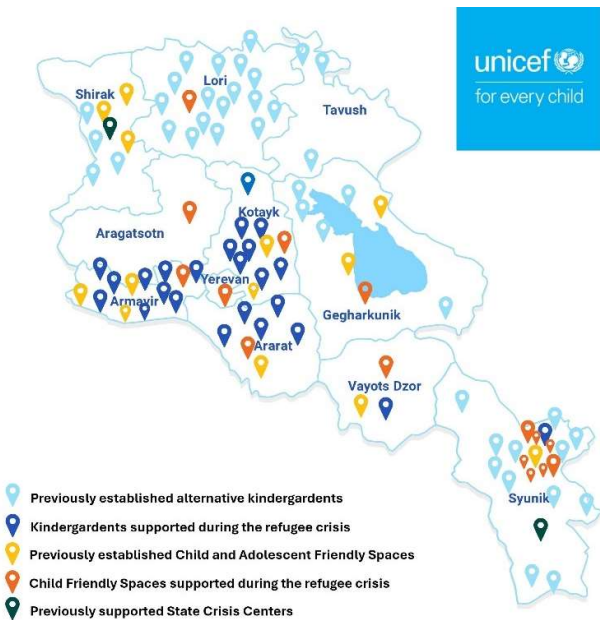 unicef
for every child
Lori
Shirak
Tavush
Kotayk
Aragatsotn
Yerevan
Armavir
Gegharkunik
Ararat
Vayots Dzor
Syunik
Previously established alternative kindergardents
Kindergardents supported during the refugee crisis
Previously established Child and Adolescent Friendly Spaces
Child Friendly Spaces supported during the refugee crisis
Previously supported State Crisis Centers